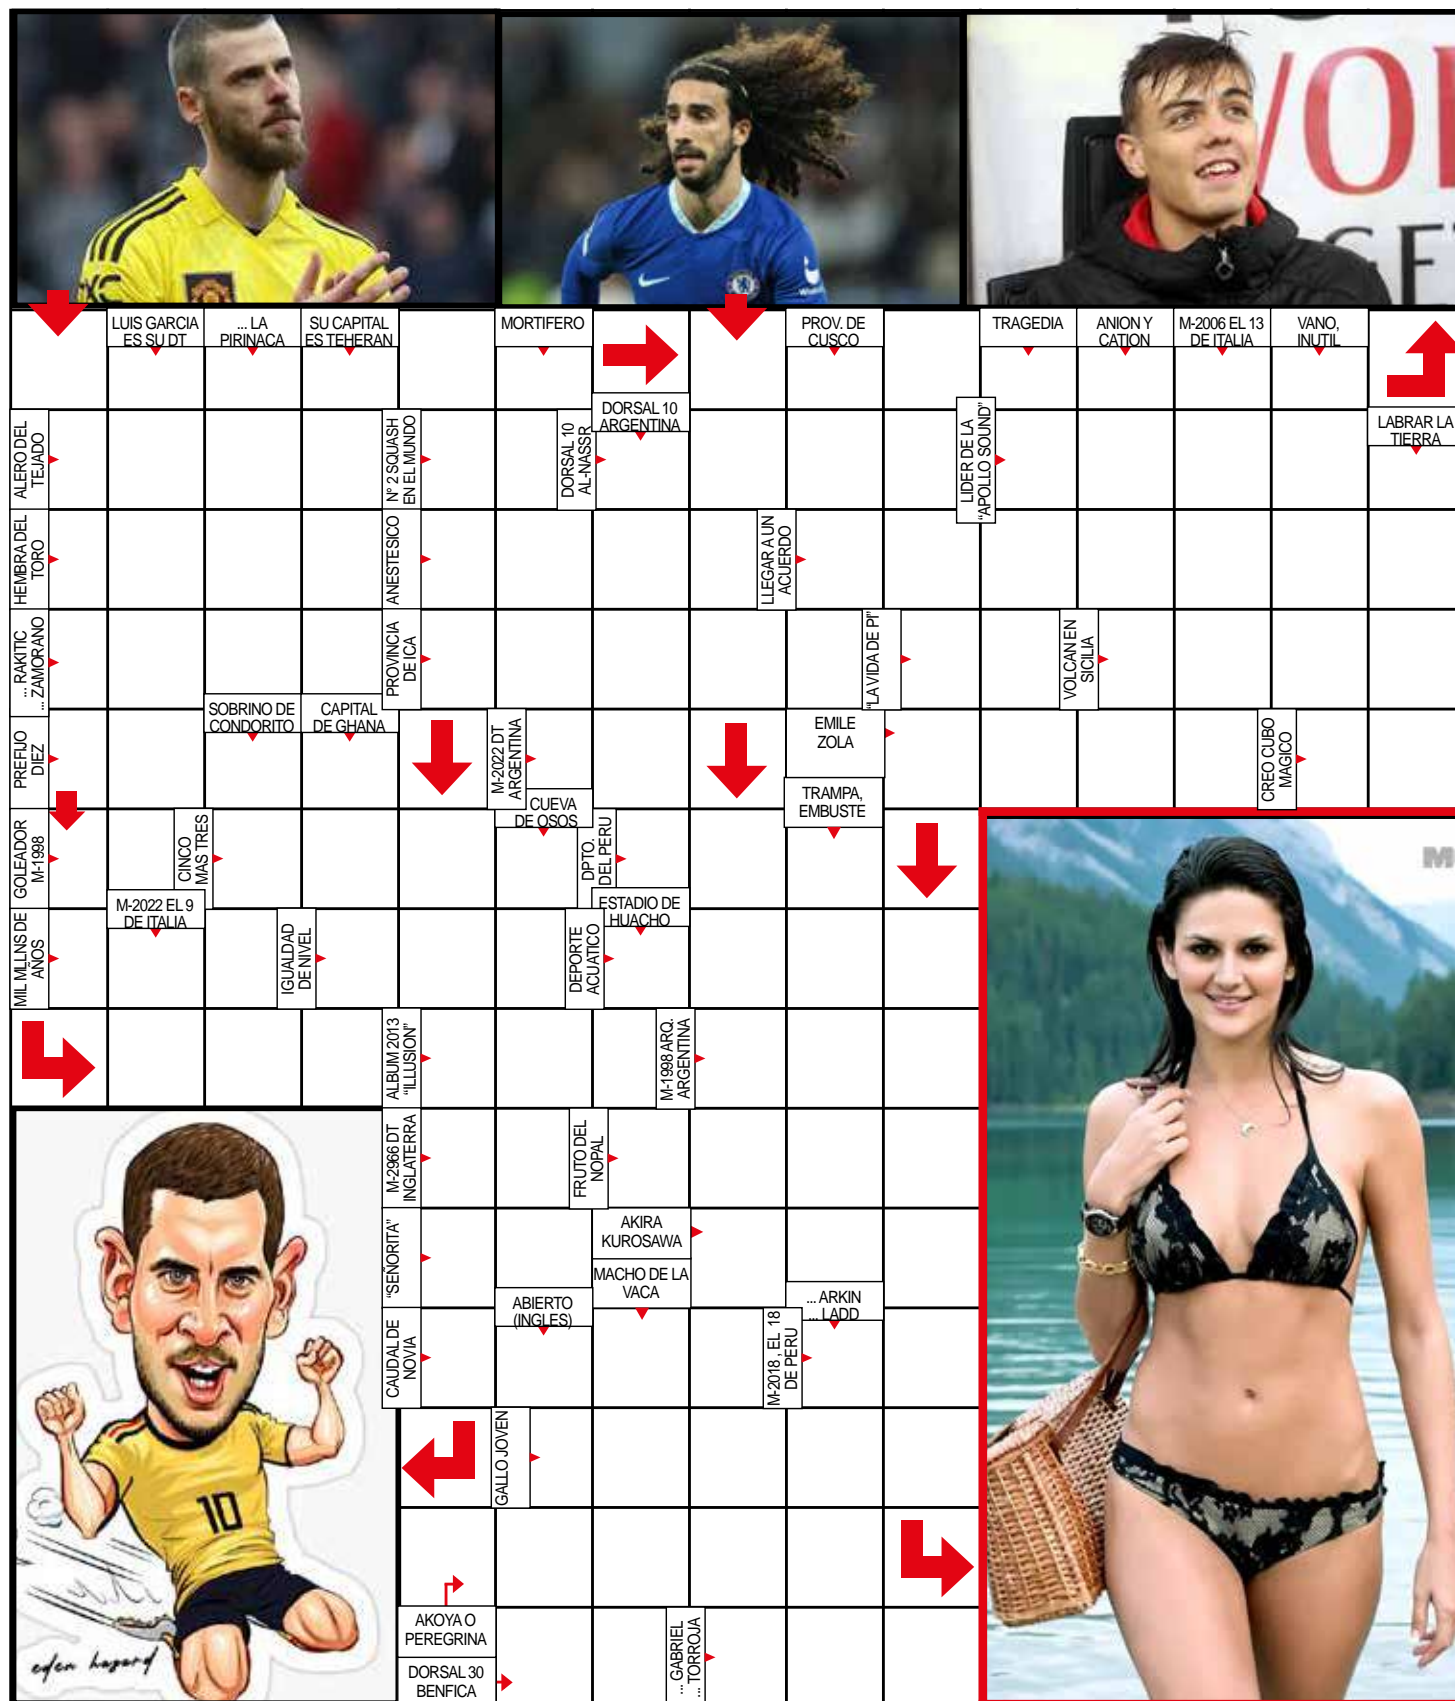 LUIS GARCIA
ES SU DT
... LA
PIRINACA
SU CAPITAL
ES TEHERAN
MORTIFERO
PROV. DE
CUSCO
TRAGEDIA
ANION Y
CATION
M-2006 EL 13
DE ITALIA
VANO,
INUTIL
ALERO DEL
TEJADO
Nº 2 SQUASH
EN EL MUNDO
DORSAL 10
AL-NASSR
DORSAL 10
ARGENTINA
LIDER DE LA
"APOLLO SOUND"
LABRAR LA
TIERRA
HEMBRA DEL
TORO
ANESTESICO
LLEGAR A UN
ACUERDO
... RAKITIC
... ZAMORANO
PROVINCIA
DE ICA
"LA VIDA DE PI"
VOLCAN EN
SICILIA
PREFIJO
DIEZ
SOBRINO DE
CONDORITO
CAPITAL
DE GHANA
M-2022 DT
ARGENTINA
EMILE
ZOLA
CREO CUBO
MAGICO
TRAMPA,
EMBUSTE
GOLEADOR
M-1998
CINCO
MAS TRES
CUEVA
DE OSOS
DPTO.
DEL PERU
M-2022 EL 9
DE ITALIA
ESTADIO DE
HUACHO
MIL MLLNS DE
AÑOS
IGUALDAD
DE NIVEL
DEPORTE
ACUATICO
ALBUM 2013
"ILLUSION"
M-1998 ARQ.
ARGENTINA
M-2966 DT
INGLATERRA
FRUTO DEL
NOPAL
"SEÑORITA"
AKIRA
KUROSAWA
MACHO DE LA
VACA
ABIERTO
(INGLES)
... ARKIN
... LADD
CAUDAL DE
NOVIA
M-2018 , EL 18
DE PERU
GALLO JOVEN
10
eden hazard
AKOYA O
PEREGRINA
DORSAL 30
BENFICA
... GABRIEL
... TORROJA